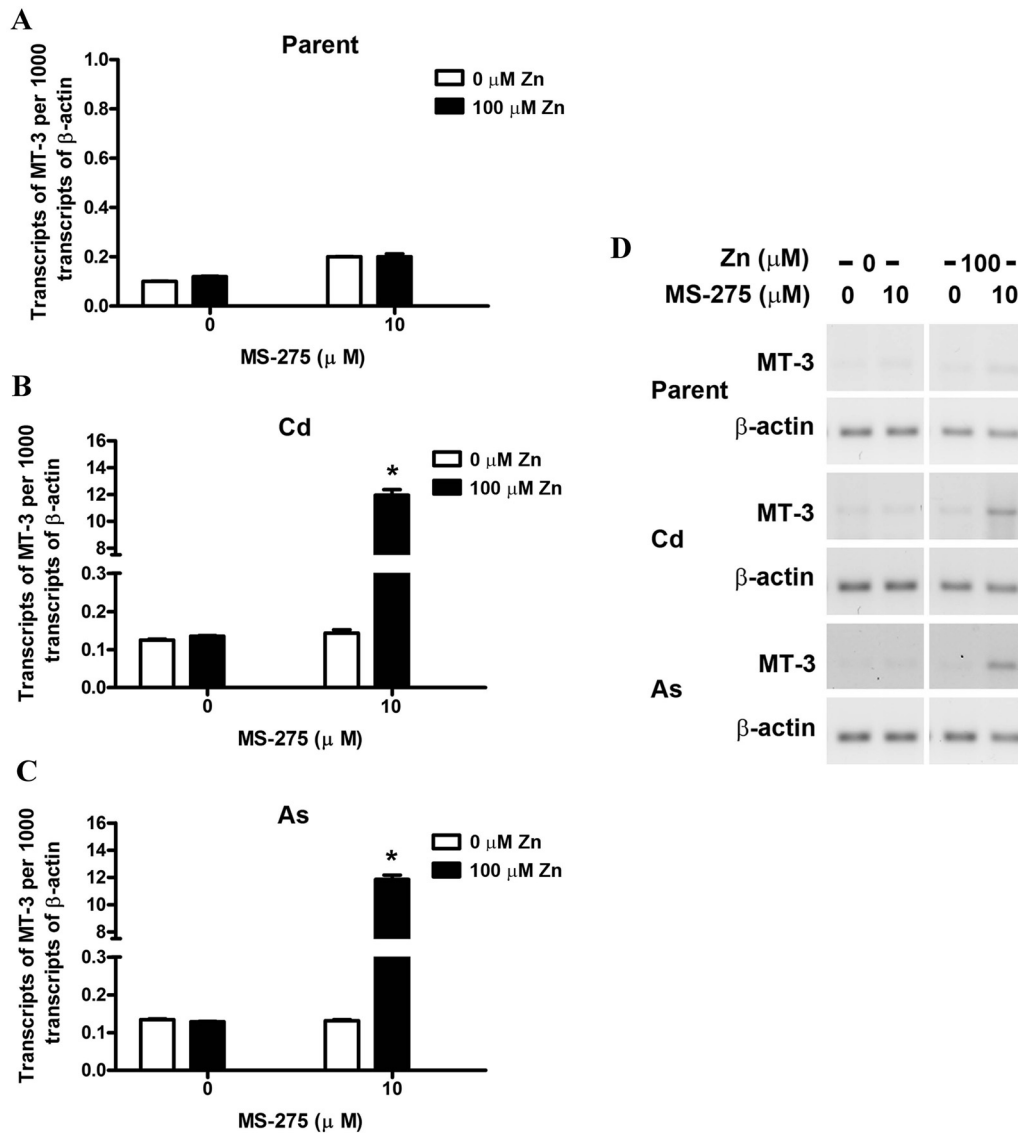 A
Parent
Transcripts of MT-3 per 1000
transcripts of β-actin
1.0
0.8
0.6
0.4
0.2
0.0
0 μM Zn
100 μM Zn
0 10
MS-275 (μ M)
B
Cd
Transcripts of MT-3 per 1000
transcripts of β-actin
16
14
12
10
8
0.3
0.2
0.1
0.0
*
0 μM Zn
100 μM Zn
0 10
MS-275 (μ M)
C
As
Transcripts of MT-3 per 1000
transcripts of β-actin
16
14
12
10
8
0.3
0.2
0.1
0.0
*
0 μM Zn
100 μM Zn
0 10
MS-275 (μ M)
D
Zn (μM) – 0 – –100–
MS-275 (μM) 0 10 0 10
Parent
MT-3
β-actin
Cd
MT-3
β-actin
As
MT-3
β-actin